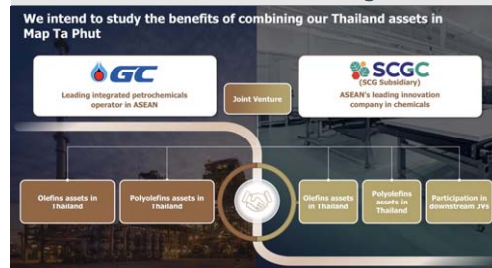 We intend to study the benefits of combining our Thailand assets in
Map Ta Phut
GC
Leading integrated petrochemicals
operator in ASEAN
Joint Venture
SCGC
(SCG Subsidiary)
ASEAN's leading innovation
company in chemicals
Olefins assets in
Thailand
Polyolefins assets in
Thailand
Olefins assets
in Thailand
Polyolefins
assets in
Thailand
Participation in
downstream JVs